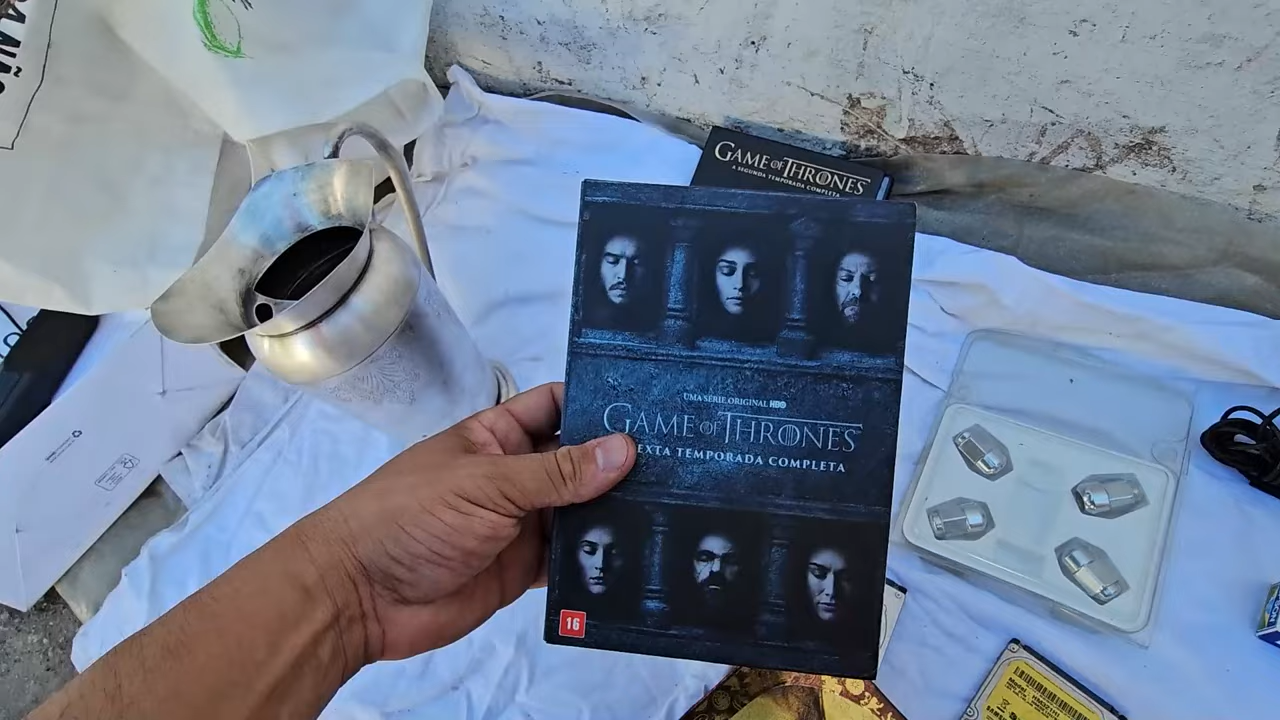 GAME OF THRONES
A SEGUNDA TEMPORADA COMPLETA
UMA SÉRIE ORIGINAL HBO
GAME OF THRONES
EXTA TEMPORADA COMPLETA
16